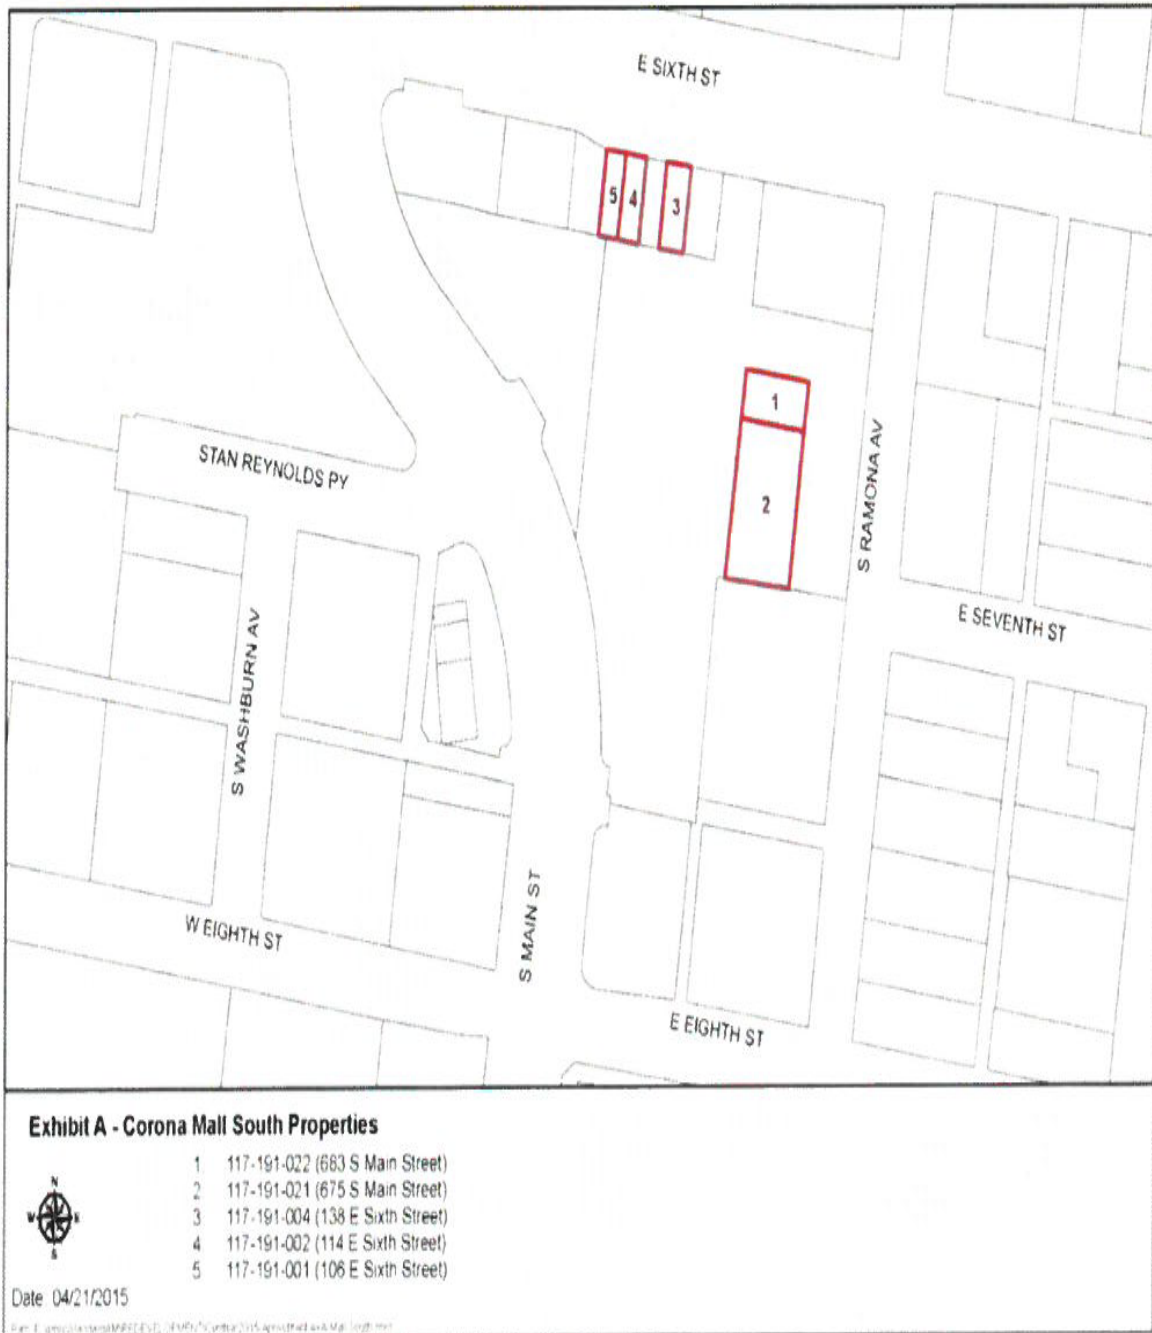 E SIXTH ST
5
4
3
1
2
S RAMONA AV
STAN REYNOLDS PY
E SEVENTH ST
S WASHBURN AV
S MAIN ST
W EIGHTH ST
E EIGHTH ST
Exhibit A - Corona Mall South Properties
1 117-191-022 (683 S Main Street)
2 117-191-021 (675 S Main Street)
3 117-191-004 (138 E Sixth Street)
4 117-191-002 (114 E Sixth Street)
5 117-191-001 (106 E Sixth Street)
N
W E
S
Date: 04/21/2015